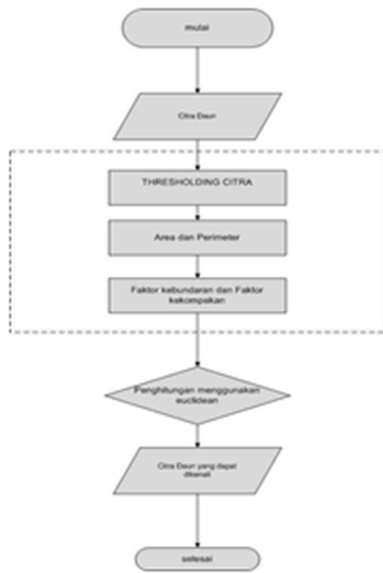 mulai
Citra Daun
THRESHOLDING CITRA
Area dan Perimeter
Faktor kebundaran dan Faktor
kekompakan
Penghitungan menggunakan
euclidean
Citra Daun yang dapat
dikenali
selesai